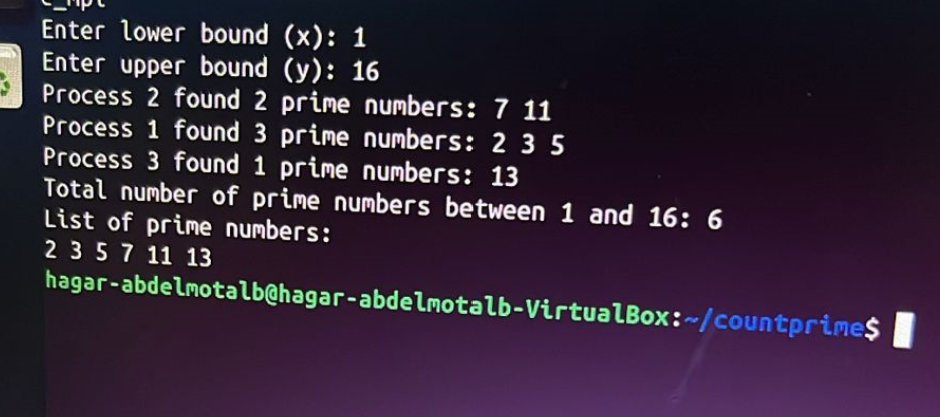 Enter lower bound (x): 1
Enter upper bound (y): 16
Process 2 found 2 prime numbers: 7 11
Process 1 found 3 prime numbers: 2 3 5
Process 3 found 1 prime numbers: 13
Total number of prime numbers between 1 and 16: 6
List of prime numbers:
2 3 5 7 11 13
hagar-abdelmotalb@hagar-abdelmotalb-VirtualBox:~/countprime$